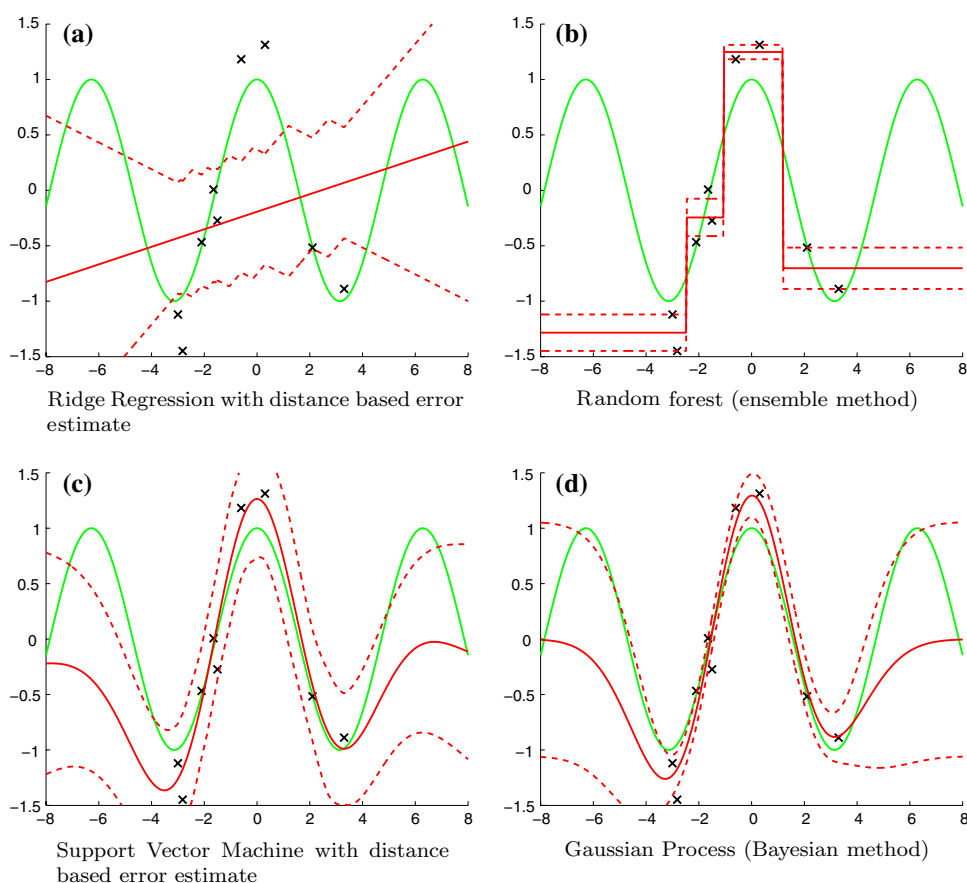 (a)
1.5
1
0.5
0
−0.5
−1
−1.5
−8 −6 −4 −2 0 2 4 6 8
Ridge Regression with distance based error
estimate
(b)
1.5
1
0.5
0
−0.5
−1
−1.5
−8 −6 −4 −2 0 2 4 6 8
Random forest (ensemble method)
(c)
1.5
1
0.5
0
−0.5
−1
−1.5
−8 −6 −4 −2 0 2 4 6 8
Support Vector Machine with distance
based error estimate
(d)
1.5
1
0.5
0
−0.5
−1
−1.5
−8 −6 −4 −2 0 2 4 6 8
Gaussian Process (Bayesian method)